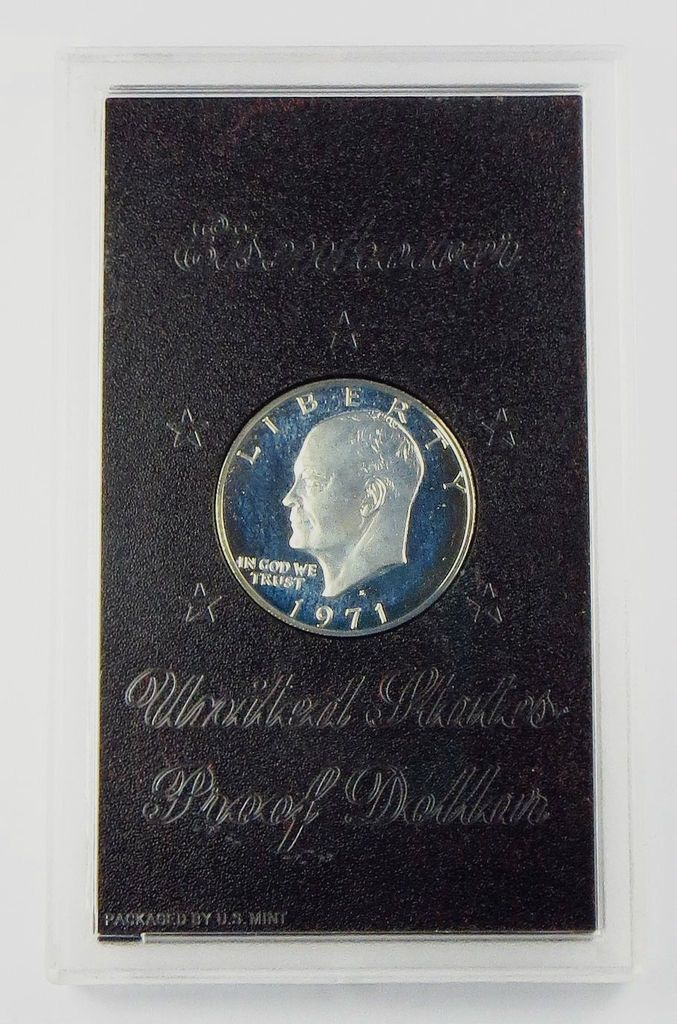 Eisenhower
LIBERTY
IN GOD WE
TRUST
S
1971
United States
Proof Dollar
PACKAGED BY U.S. MINT